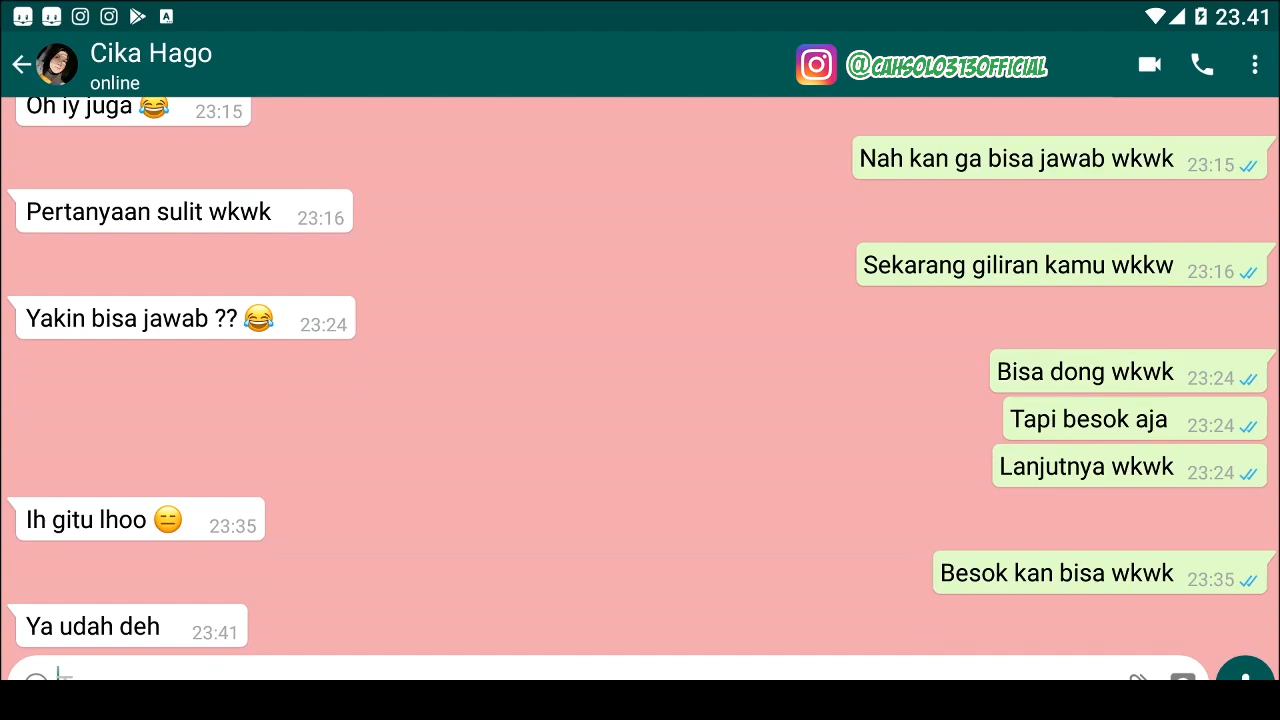 23.41
Cika Hago
online
@CAHSOLO313OFFICIAL
Oh iy juga 😂 23:15
Nah kan ga bisa jawab wkwk 23:15
Pertanyaan sulit wkwk 23:16
Sekarang giliran kamu wkkw 23:16
Yakin bisa jawab ?? 😂 23:24
Bisa dong wkwk 23:24
Tapi besok aja 23:24
Lanjutnya wkwk 23:24
Ih gitu lhoo 😑 23:35
Besok kan bisa wkwk 23:35
Ya udah deh 23:41